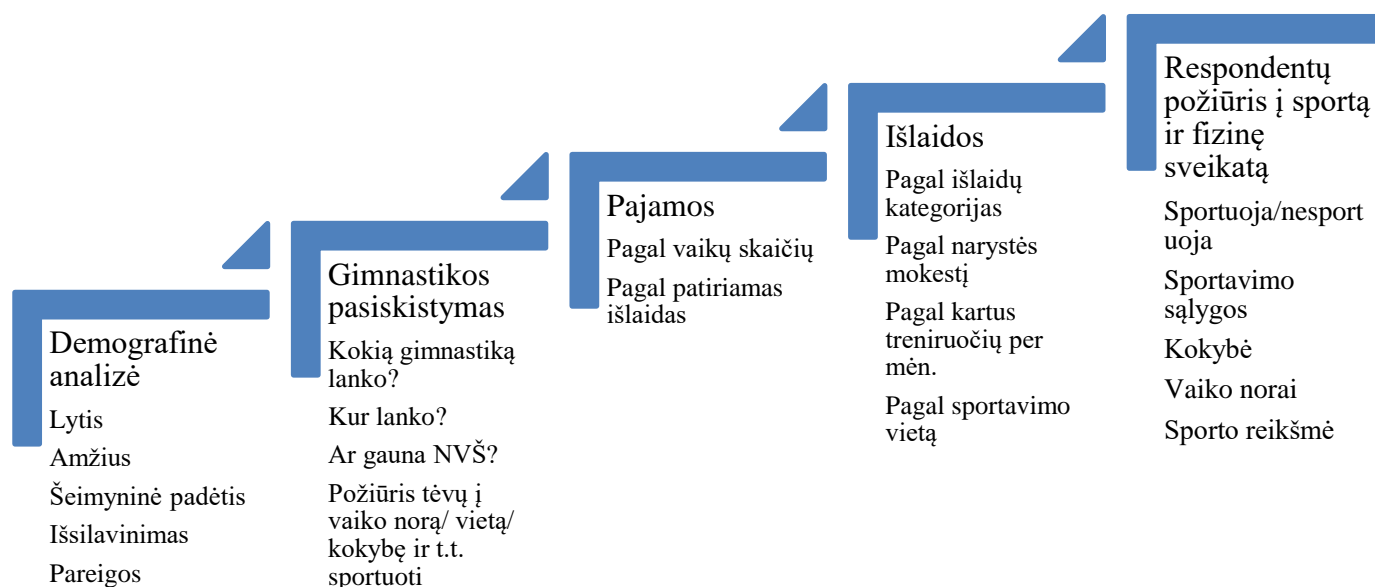 Demografinė
analizė
Lytis
Amžius
Šeimyninė padėtis
Išsilavinimas
Pareigos
Gimnastikos
pasiskistymas
Kokią gimnastiką
lanko?
Kur lanko?
Ar gauna NVŠ?
Požiūris tėvų į
vaiko norą/ vietą/
kokybę ir t.t.
sportuoti
Pajamos
Pagal vaikų skaičių
Pagal patiriamas
išlaidas
Išlaidos
Pagal išlaidų
kategorijas
Pagal narystės
mokestį
Pagal kartus
treniruočių per
mėn.
Pagal sportavimo
vietą
Respondentų
požiūris į sportą
ir fizinę
sveikatą
Sportuoja/nesport
uoja
Sportavimo
sąlygos
Kokybė
Vaiko norai
Sporto reikšmė